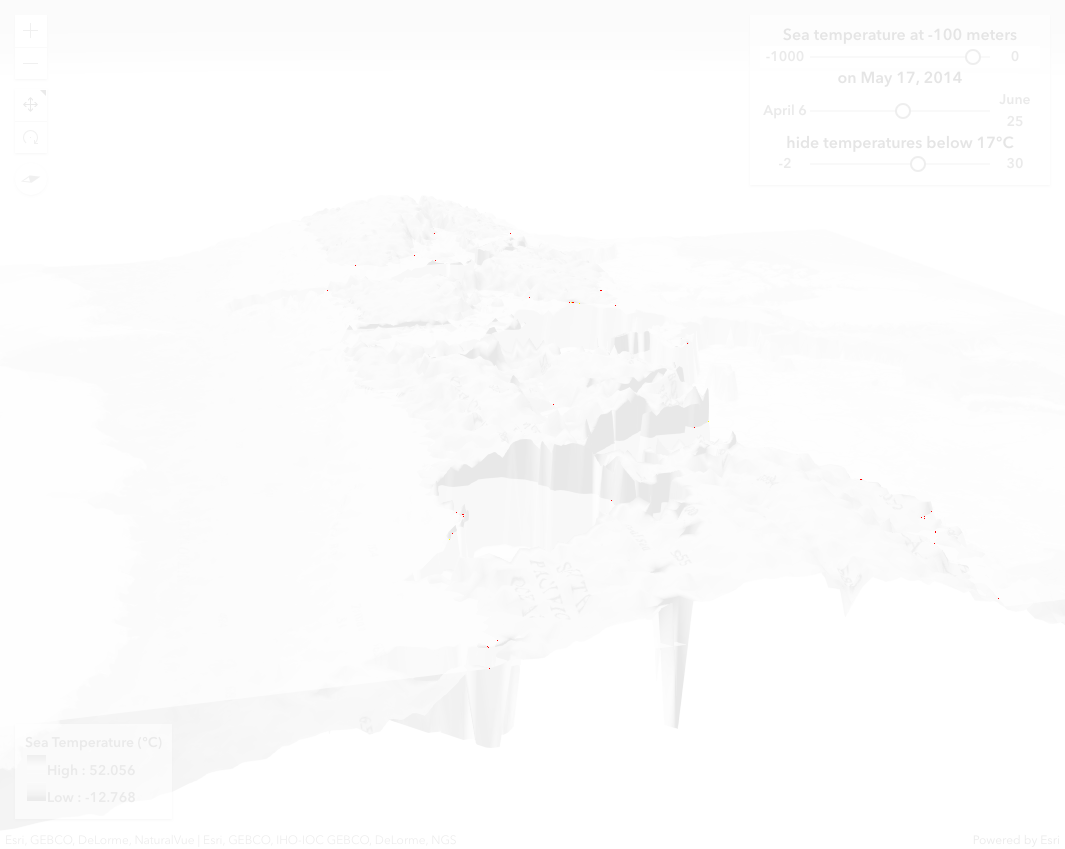 Sea temperature at -100 meters
-1000 0
on May 17, 2014
April 6 June 25
hide temperatures below 17°C
-2 30
Sea Temperature (°C)
High : 52.056
Low : -12.768
Esri, GEBCO, DeLorme, NaturalVue | Esri, GEBCO, IHO-IOC GEBCO, DeLorme, NGS
Powered by Esri